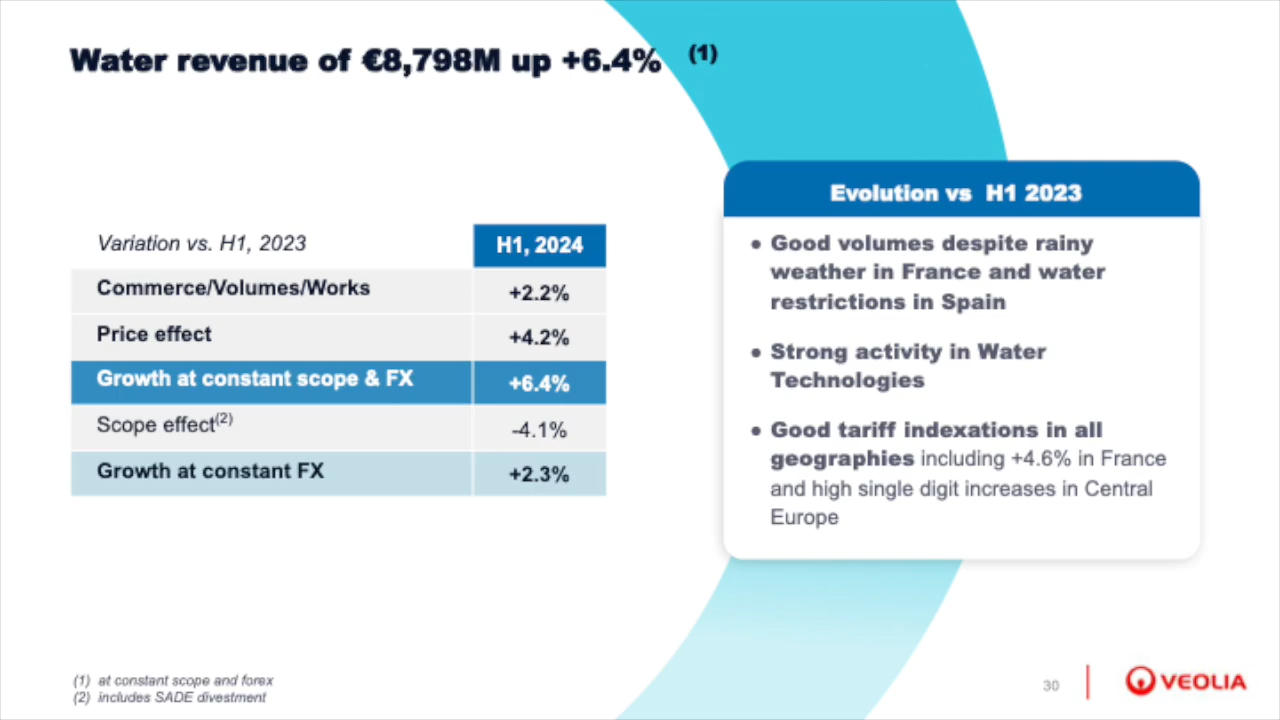 Water revenue of €8,798M up +6.4% (1)
Variation vs. H1, 2023 H1, 2024
Commerce/Volumes/Works +2.2%
Price effect +4.2%
Growth at constant scope & FX +6.4%
Scope effect(2) -4.1%
Growth at constant FX +2.3%
Evolution vs H1 2023
● Good volumes despite rainy
weather in France and water
restrictions in Spain
● Strong activity in Water
Technologies
● Good tariff indexations in all
geographies including +4.6% in France
and high single digit increases in Central
Europe
(1) at constant scope and forex
(2) includes SADE divestment
30
VEOLIA